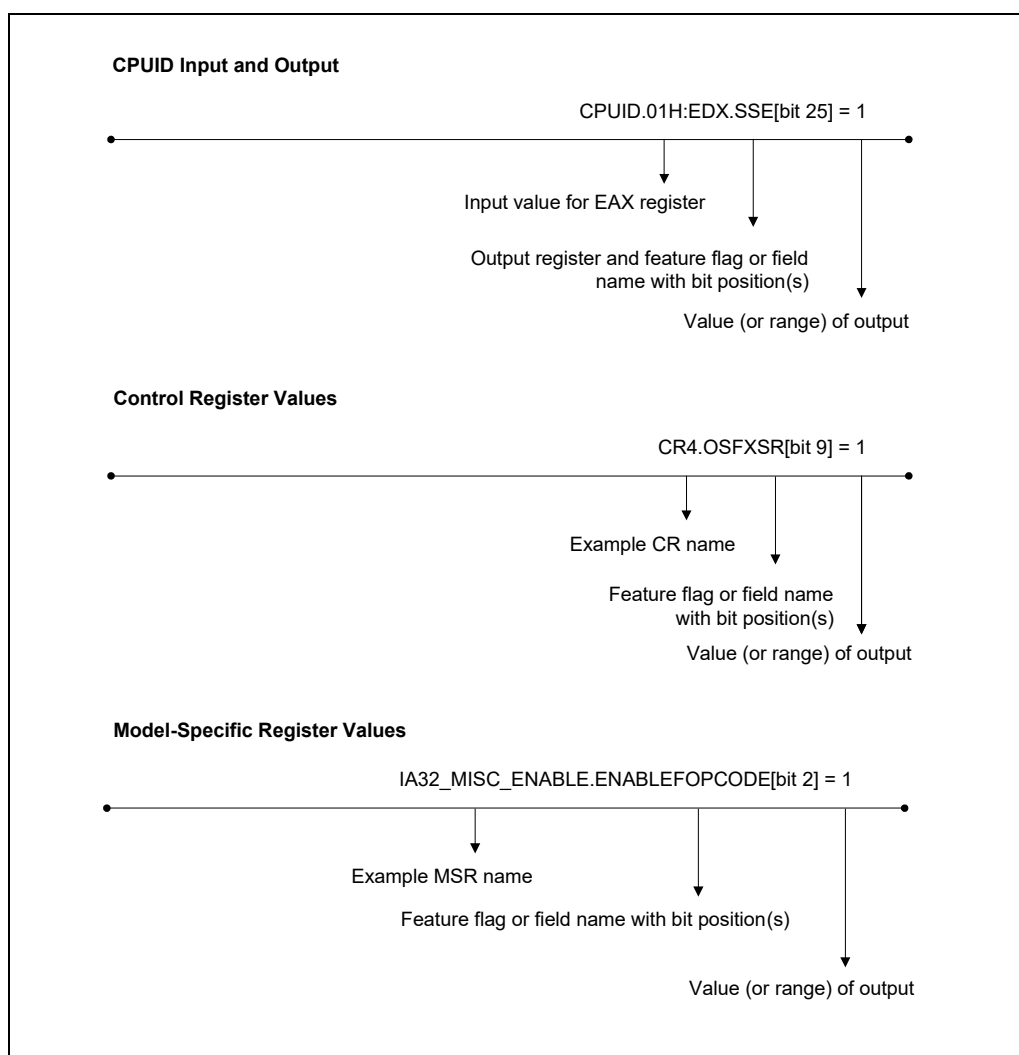 CPUID Input and Output
CPUID.01H:EDX.SSE[bit 25] = 1
Input value for EAX register
Output register and feature flag or field
name with bit position(s)
Value (or range) of output
Control Register Values
CR4.OSFXSR[bit 9] = 1
Example CR name
Feature flag or field name
with bit position(s)
Value (or range) of output
Model-Specific Register Values
IA32_MISC_ENABLE.ENABLEFOPCODE[bit 2] = 1
Example MSR name
Feature flag or field name with bit position(s)
Value (or range) of output